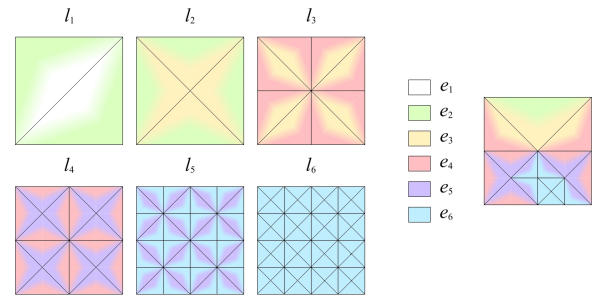 l₁ l₂ l₃
e₁
e₂
e₃
e₄
e₅
e₆
l₄ l₅ l₆